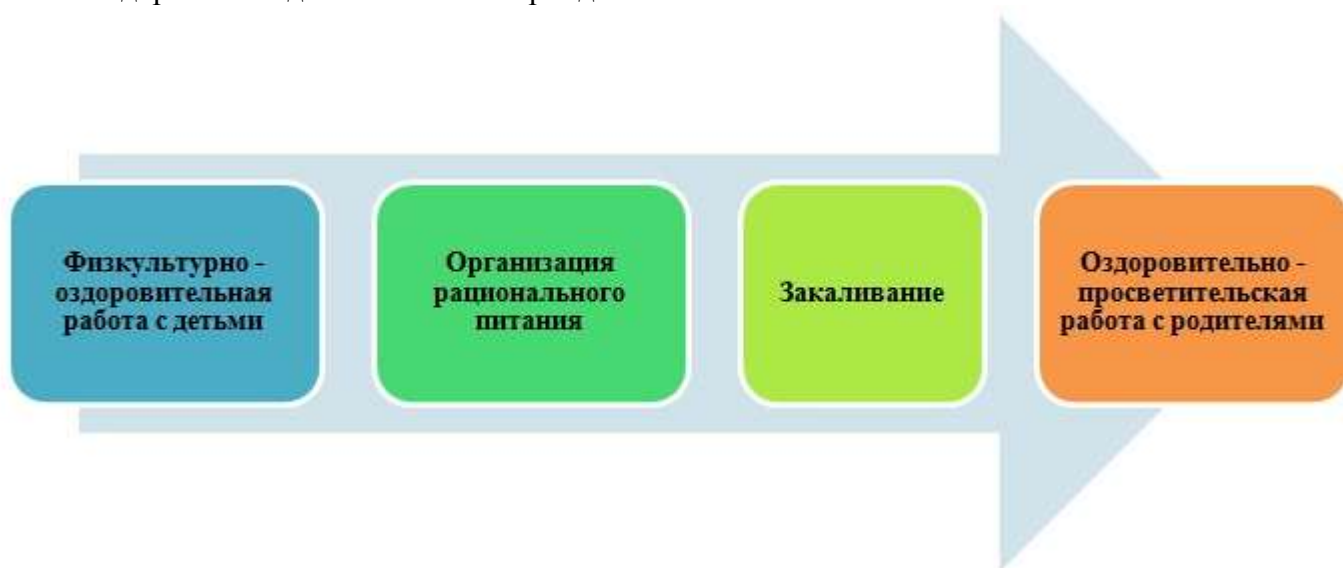 Физкультурно -
оздоровительная
работа с детьми
Организация
рационального
питания
Закаливание
Оздоровительно -
просветительская
работа с родителями